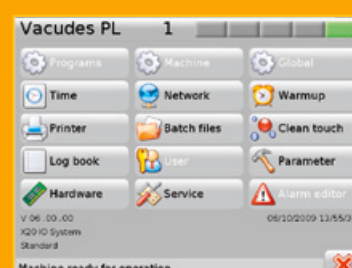 Vacudes PL 1
Programs Machine Global
Time Network Warmup
Printer Batch files Clean touch
Log book User Parameter
Hardware Service Alarm editor
V 06.00.00 06/10/2009 13/55/3
X20 IO System
Standard
Machine ready for operation